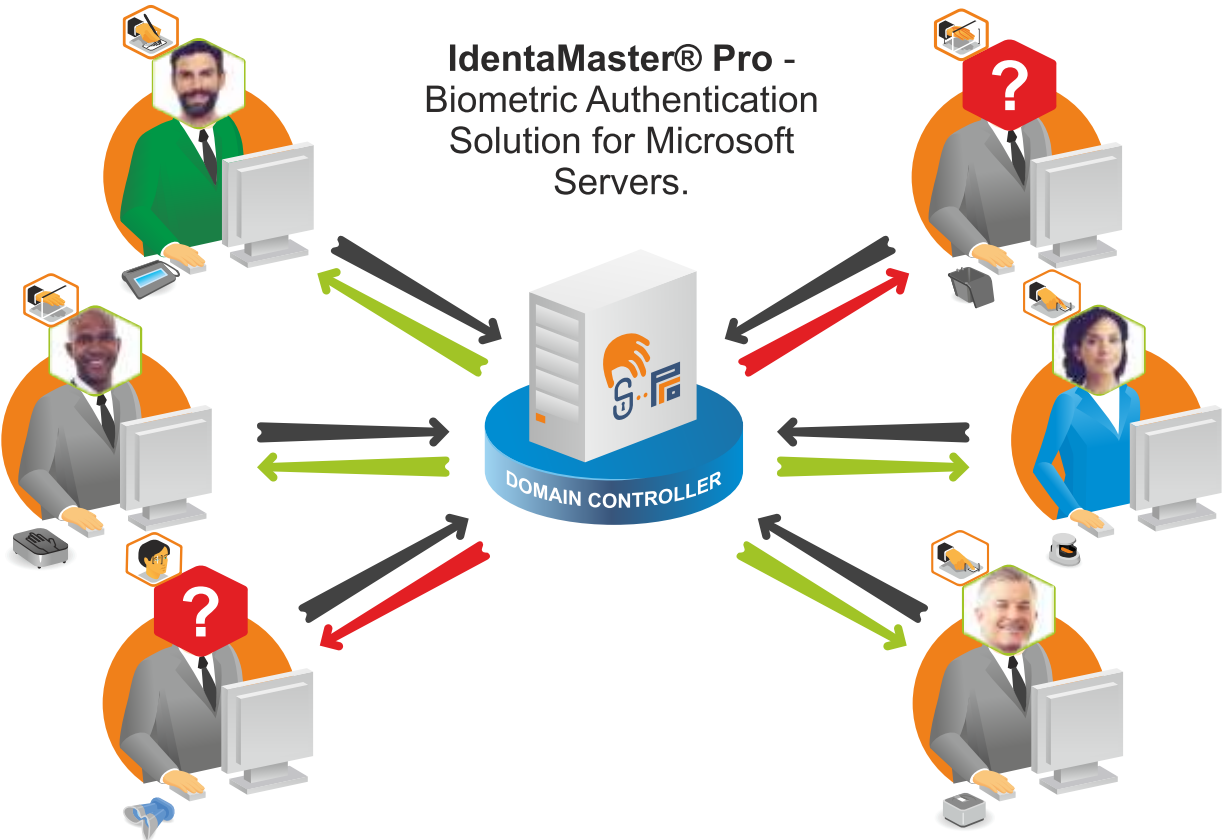 IdentaMaster® Pro -
Biometric Authentication
Solution for Microsoft
Servers.
?
?
DOMAIN CONTROLLER